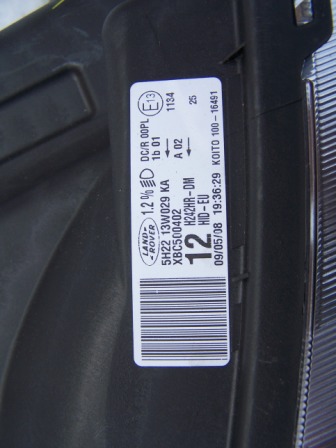 LAND-
-ROVER
1,2%
DC/R 00PL
1b 01
E13
1134
A 02
25
5H22 13W029 KA
XBC500402
12
H242HR-DM
HID-EU
09/05/08 19:36:29 KOITO 100-16491